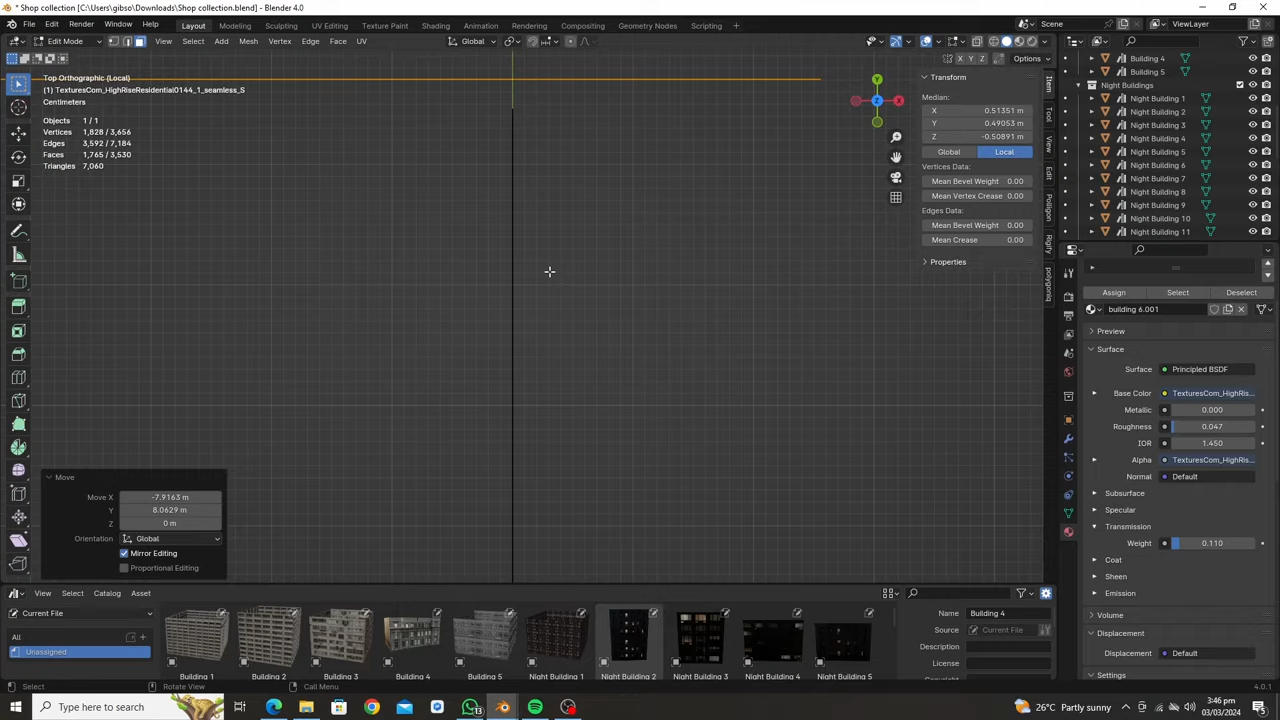 * Shop collection [C:\Users\gibso\Downloads\Shop collection.blend] - Blender 4.0
File Edit Render Window Help
Layout Modeling Sculpting UV Editing Texture Paint Shading Animation Rendering Compositing Geometry Nodes Scripting
Scene ViewLayer
Edit Mode View Select Add Mesh Vertex Edge Face UV Global
X Y Z Options
Top Orthographic (Local)
(1) TexturesCom_HighRiseResidential0144_1_seamless_S
Centimeters
Objects 1 / 1
Vertices 1,828 / 3,656
Edges 3,592 / 7,184
Faces 1,765 / 3,530
Triangles 7,060
Y
Z
X
Transform
Median:
X 0.51351 m
Y 0.49053 m
Z -0.50891 m
Global Local
Vertices Data:
Mean Bevel Weight 0.00
Mean Vertex Crease 0.00
Edges Data:
Mean Bevel Weight 0.00
Mean Crease 0.00
Properties
Item
Tool
View
Edit
Polligon
Rigify
polygoniq
Building 4
Building 5
Night Buildings
Night Building 1
Night Building 2
Night Building 3
Night Building 4
Night Building 5
Night Building 6
Night Building 7
Night Building 8
Night Building 9
Night Building 10
Night Building 11
Assign Select Deselect
building 6.001
Preview
Surface
Surface Principled BSDF
Base Color TexturesCom_HighRis...
Metallic 0.000
Roughness 0.047
IOR 1.450
Alpha TexturesCom_HighRis...
Normal Default
Subsurface
Specular
Transmission
Weight 0.110
Coat
Sheen
Emission
Volume
Displacement
Displacement Default
Settings
Move
Move X -7.9163 m
Y 8.0629 m
Z 0 m
Orientation Global
Mirror Editing
Proportional Editing
View Select Catalog Asset
Current File
All
Unassigned
Building 1 Building 2 Building 3 Building 4 Building 5 Night Building 1 Night Building 2 Night Building 3 Night Building 4 Night Building 5
Name Building 4
Source Current File
Description
License
Select Rotate View Call Menu
4.0.1
Type here to search
26°C Partly sunny
3:46 pm
03/03/2024